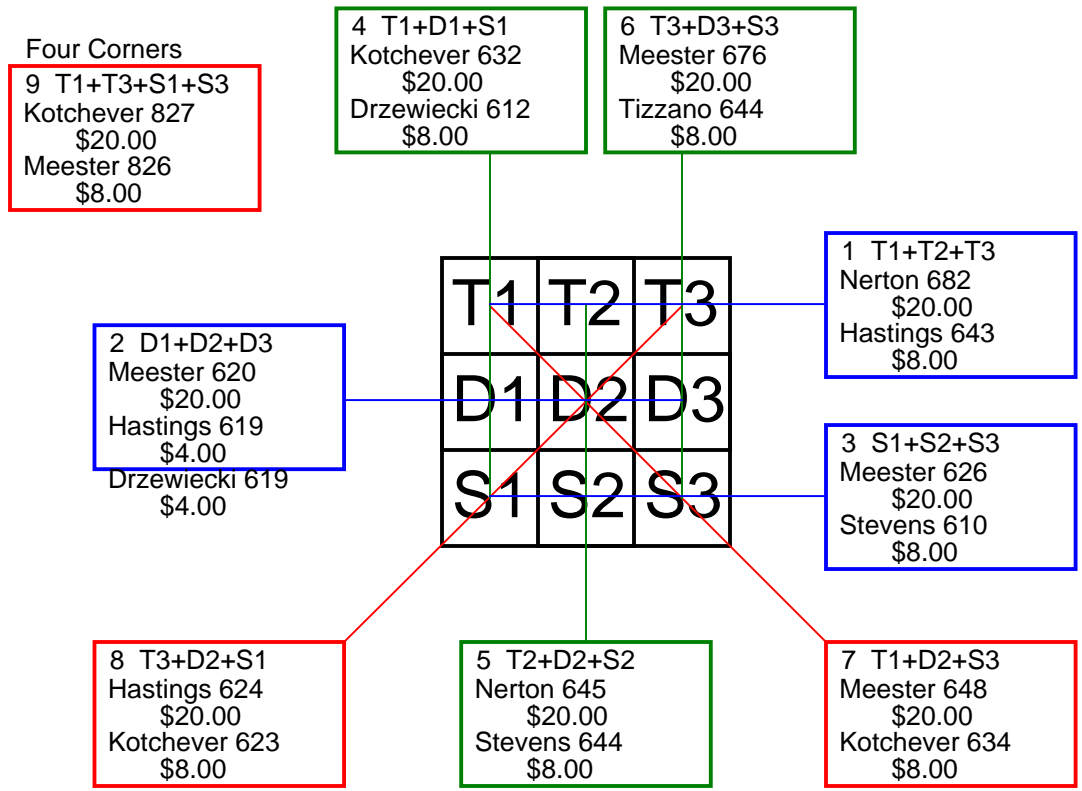 Four Corners
9  T1+T3+S1+S3
Kotchever 827
$20.00
Meester 826
$8.00
4  T1+D1+S1
Kotchever 632
$20.00
Drzewiecki 612
$8.00
6  T3+D3+S3
Meester 676
$20.00
Tizzano 644
$8.00
1  T1+T2+T3
Nerton 682
$20.00
Hastings 643
$8.00
T1 T2 T3
D1 D2 D3
S1 S2 S3
2  D1+D2+D3
Meester 620
$20.00
Hastings 619
$4.00
Drzewiecki 619
$4.00
3  S1+S2+S3
Meester 626
$20.00
Stevens 610
$8.00
8  T3+D2+S1
Hastings 624
$20.00
Kotchever 623
$8.00
5  T2+D2+S2
Nerton 645
$20.00
Stevens 644
$8.00
7  T1+D2+S3
Meester 648
$20.00
Kotchever 634
$8.00